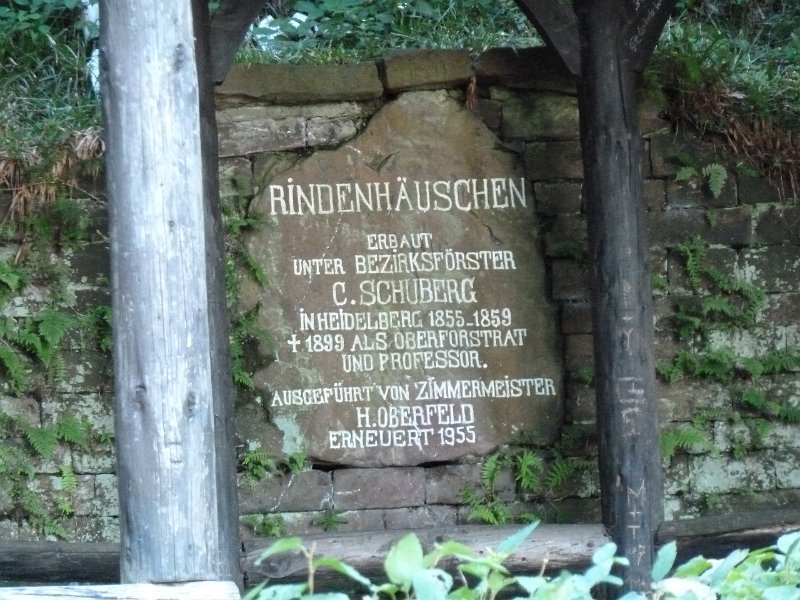 RINDENHÄUSCHEN
ERBAUT
UNTER BEZIRKSFÖRSTER
C. SCHUBERG
IN HEIDELBERG 1855-1859
✝ 1899 ALS OBERFORSTRAT
UND PROFESSOR.
AUSGEFÜHRT VON ZIMMERMEISTER
H. OBERFELD
ERNEUERT 1955
M+T